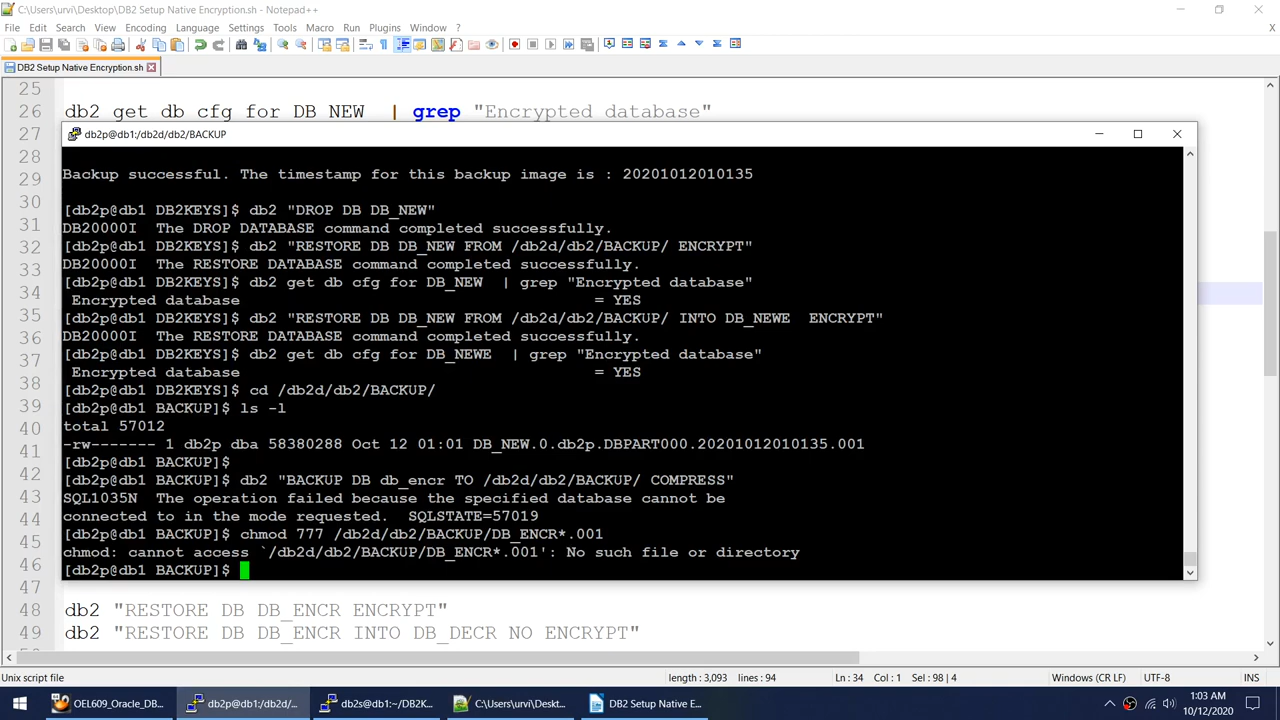 C:\Users\urvi\Desktop\DB2 Setup Native Encryption.sh - Notepad++
File Edit Search View Encoding Language Settings Tools Macro Run Plugins Window ?
X
DB2 Setup Native Encryption.sh
25
26 db2 get db cfg for DB NEW | grep "Encrypted database"
27
db2p@db1:/db2d/db2/BACKUP
28
29
30
31
32
33
34
35
36
37
38
39
40
41
42
43
44
45
46
47
Backup successful. The timestamp for this backup image is : 20201012010135
[db2p@db1 DB2KEYS]$ db2 "DROP DB DB_NEW"
DB20000I The DROP DATABASE command completed successfully.
[db2p@db1 DB2KEYS]$ db2 "RESTORE DB DB_NEW FROM /db2d/db2/BACKUP/ ENCRYPT"
DB20000I The RESTORE DATABASE command completed successfully.
[db2p@db1 DB2KEYS]$ db2 get db cfg for DB_NEW | grep "Encrypted database"
Encrypted database = YES
[db2p@db1 DB2KEYS]$ db2 "RESTORE DB DB_NEW FROM /db2d/db2/BACKUP/ INTO DB_NEWE ENCRYPT"
DB20000I The RESTORE DATABASE command completed successfully.
[db2p@db1 DB2KEYS]$ db2 get db cfg for DB_NEWE | grep "Encrypted database"
Encrypted database = YES
[db2p@db1 DB2KEYS]$ cd /db2d/db2/BACKUP/
[db2p@db1 BACKUP]$ ls -l
total 57012
-rw------- 1 db2p dba 58380288 Oct 12 01:01 DB_NEW.0.db2p.DBPART000.20201012010135.001
[db2p@db1 BACKUP]$
[db2p@db1 BACKUP]$ db2 "BACKUP DB db_encr TO /db2d/db2/BACKUP/ COMPRESS"
SQL1035N The operation failed because the specified database cannot be
connected to in the mode requested. SQLSTATE=57019
[db2p@db1 BACKUP]$ chmod 777 /db2d/db2/BACKUP/DB_ENCR*.001
chmod: cannot access `/db2d/db2/BACKUP/DB_ENCR*.001': No such file or directory
[db2p@db1 BACKUP]$
48 db2 "RESTORE DB DB_ENCR ENCRYPT"
49 db2 "RESTORE DB DB_ENCR INTO DB_DECR NO ENCRYPT"
Unix script file length : 3,093 lines : 94 Ln : 34 Col : 1 Sel : 98 | 4 Windows (CR LF) UTF-8 INS
OEL609_Oracle_DB... db2p@db1:/db2d/... db2s@db1:~/DB2K... C:\Users\urvi\Deskt... DB2 Setup Native E... 1:03 AM
10/12/2020